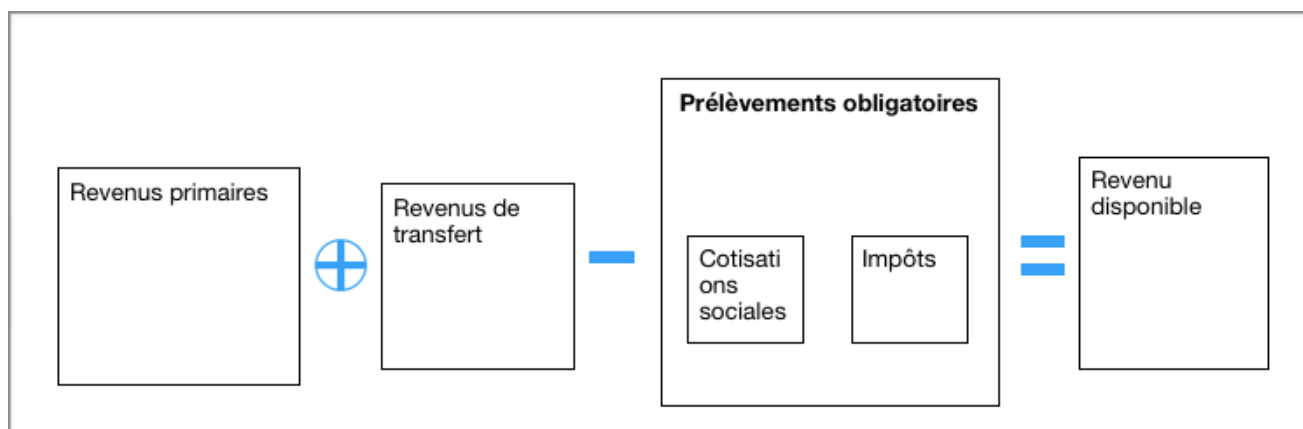 Prélèvements obligatoires
Revenus primaires
Revenus de
transfert
Cotisati
ons
sociales
Impôts
Revenu
disponible